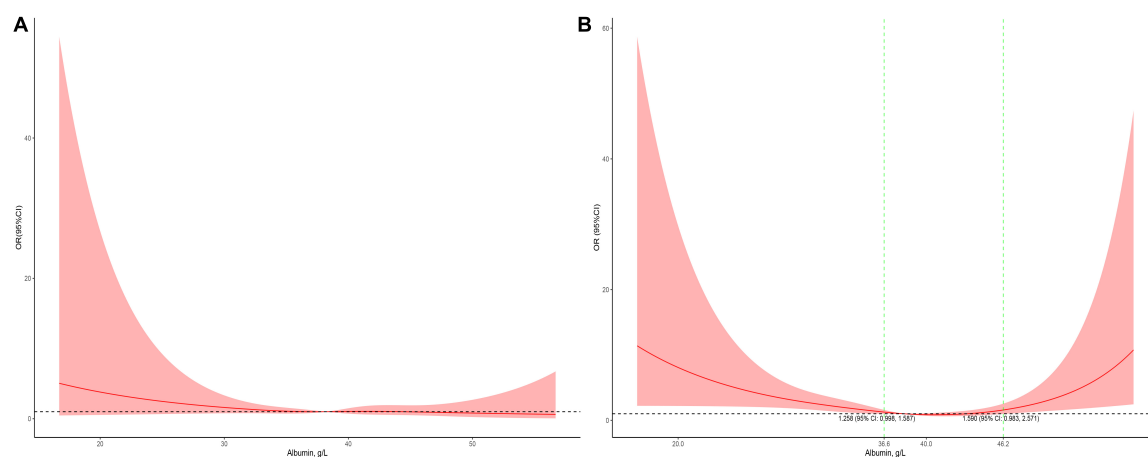 A
OR(95%CI)
40
20
0
20
30
40
50
Albumin, g/L
B
OR (95%CI)
60
40
20
0
1.258 (95% CI: 0.998, 1.587)
1.590 (95% CI: 0.983, 2.571)
20.0
36.6
40.0
46.2
Albumin, g/L